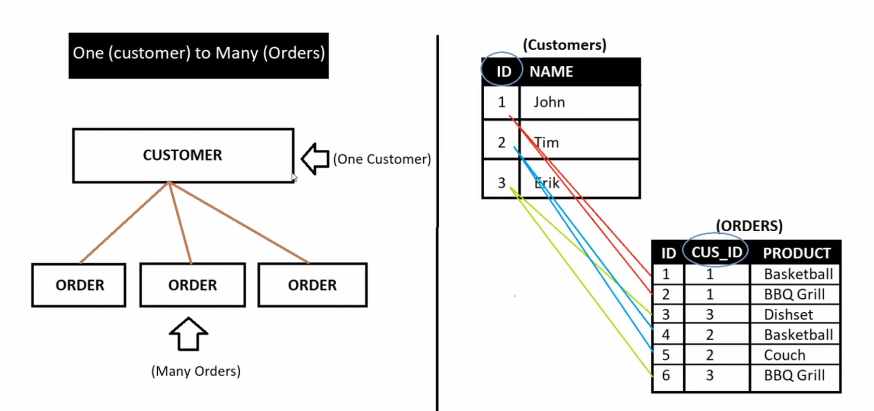 One (customer) to Many (Orders)
CUSTOMER
(One Customer)
ORDER ORDER ORDER
(Many Orders)
(Customers)
ID NAME
1 John
2 Tim
3 Erik
(ORDERS)
ID CUS_ID PRODUCT
1 1 Basketball
2 1 BBQ Grill
3 3 Dishset
4 2 Basketball
5 2 Couch
6 3 BBQ Grill